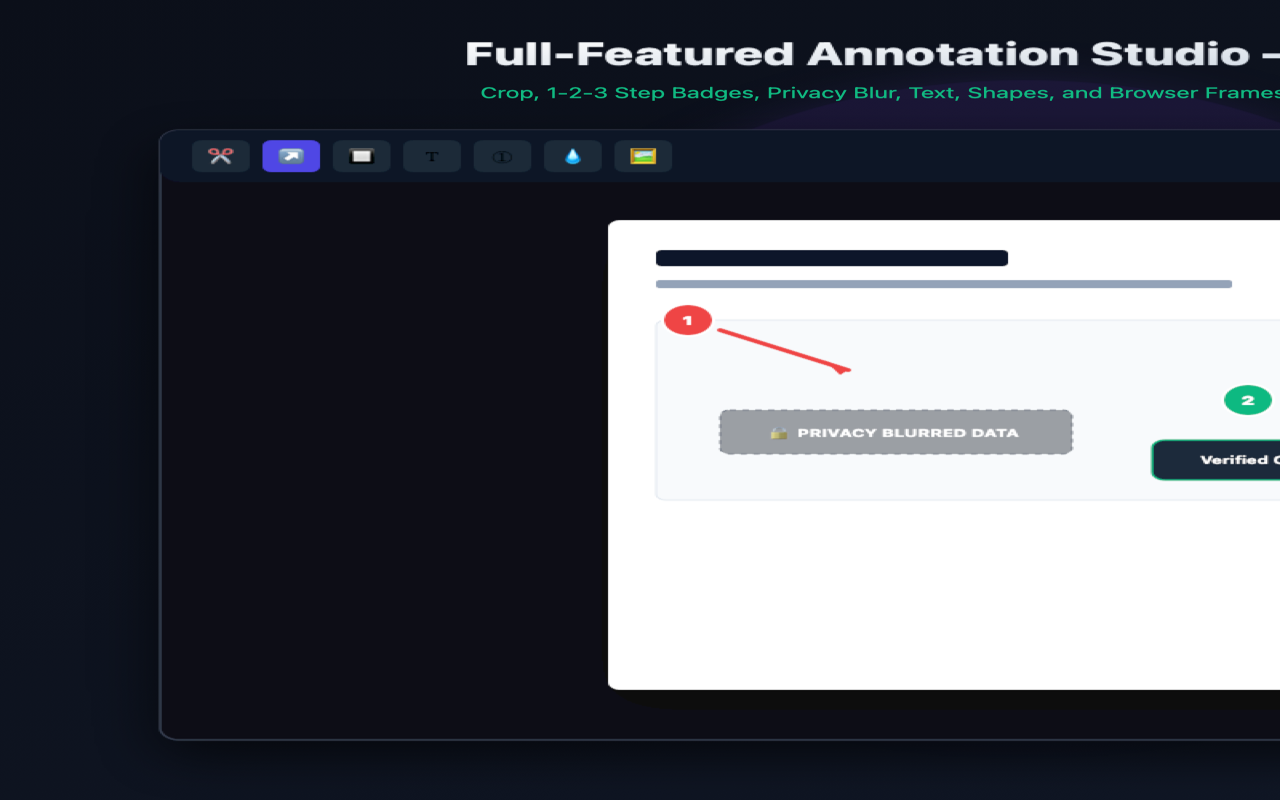 Full-Featured Annotation Studio –
Crop, 1-2-3 Step Badges, Privacy Blur, Text, Shapes, and Browser Frames
T
①
1
2
🔒 PRIVACY BLURRED DATA
Verified